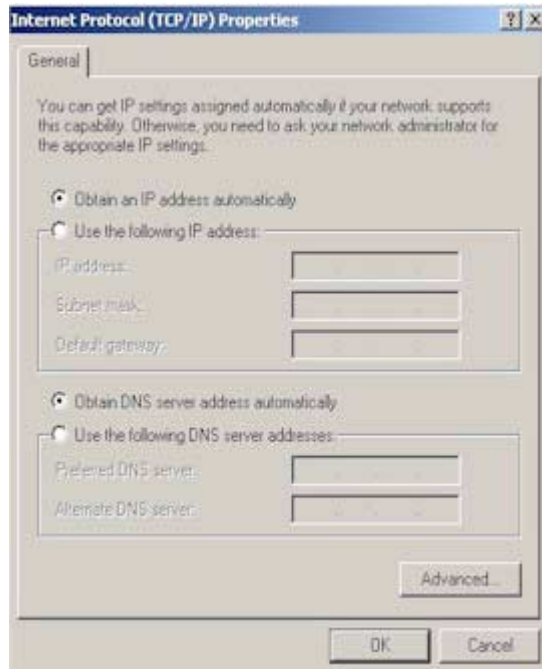 Internet Protocol (TCP/IP) Properties
General
You can get IP settings assigned automatically if your network supports
this capability. Otherwise, you need to ask your network administrator for
the appropriate IP settings.
Obtain an IP address automatically
Use the following IP address:
IP address:
Subnet mask:
Default gateway:
Obtain DNS server address automatically
Use the following DNS server addresses:
Preferred DNS server:
Alternate DNS server:
Advanced...
OK
Cancel